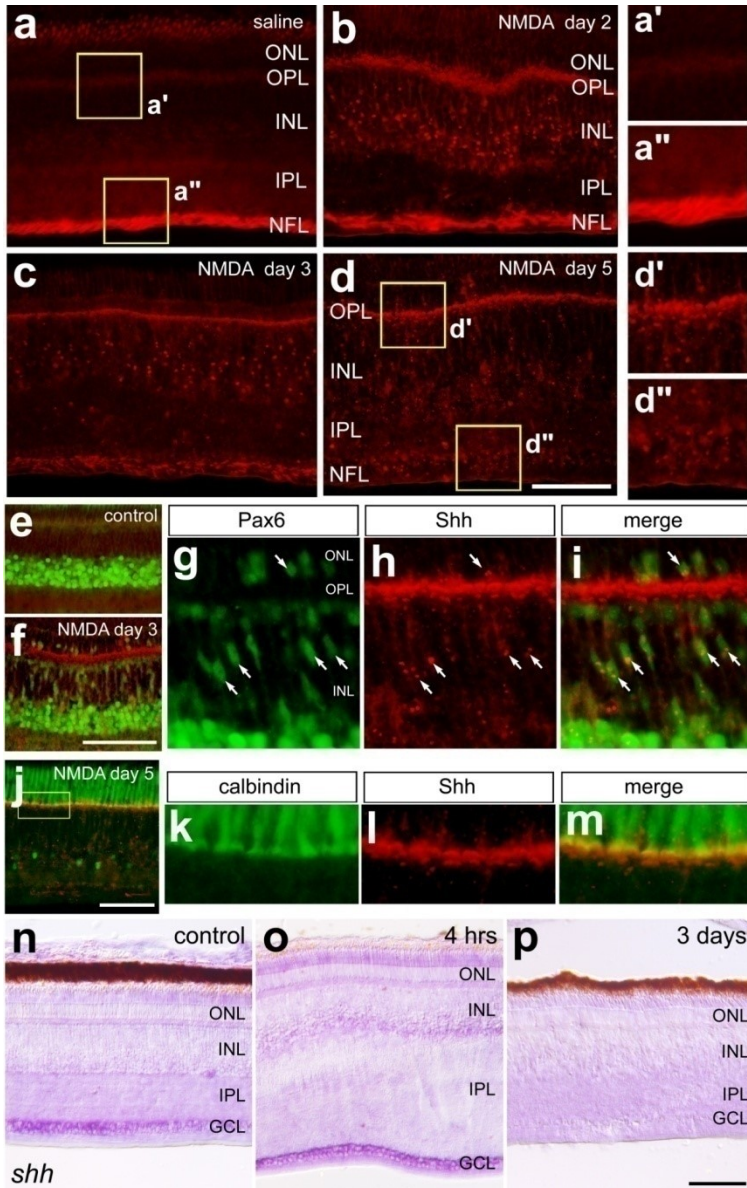 a
saline
ONL
OPL
a'
INL
a"
IPL
NFL
b
NMDA day 2
ONL
OPL
INL
IPL
NFL
a'
a"
c
NMDA day 3
d
NMDA day 5
OPL
d'
INL
IPL
d"
NFL
d'
d"
e
control
f
NMDA day 3
Pax6
Shh
merge
g
ONL
OPL
INL
h
i
j
NMDA day 5
calbindin
Shh
merge
k
l
m
n
control
ONL
INL
IPL
GCL
shh
o
4 hrs
ONL
INL
IPL
GCL
p
3 days
ONL
INL
IPL
GCL